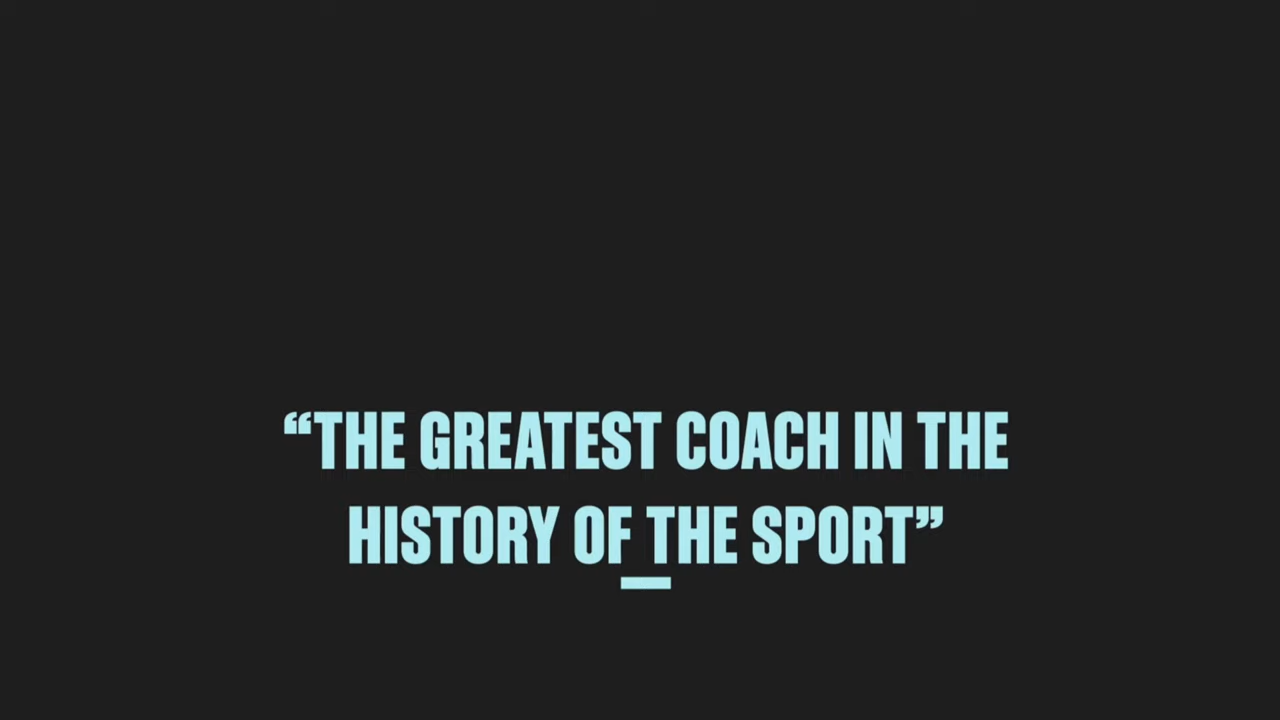 “THE GREATEST COACH IN THE
HISTORY OF THE SPORT”